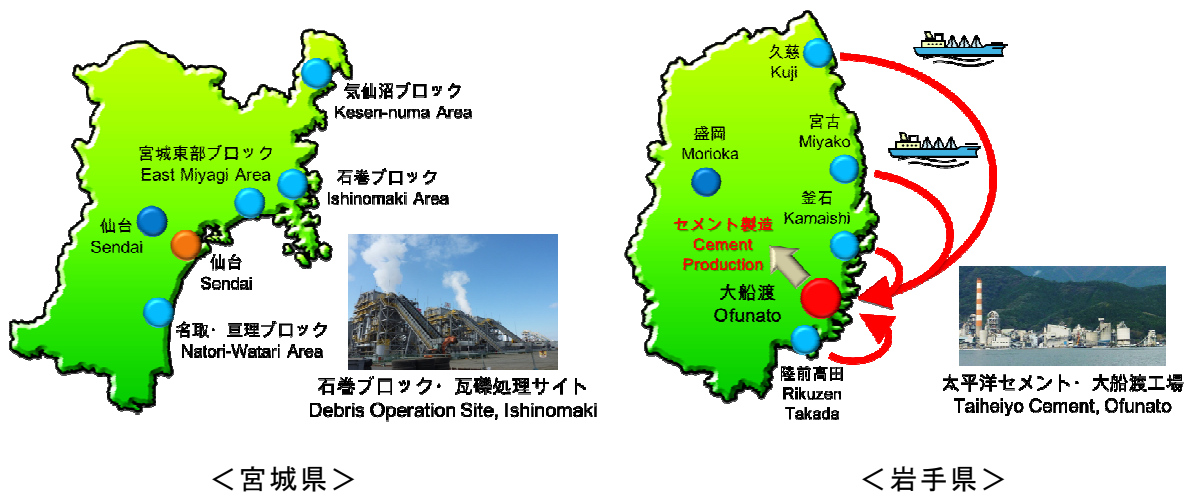 気仙沼ブロック
Kesen-numa Area
宮城東部ブロック
East Miyagi Area
石巻ブロック
Ishinomaki Area
仙台
Sendai
仙台
Sendai
名取・亘理ブロック
Natori-Watari Area
石巻ブロック・瓦礫処理サイト
Debris Operation Site, Ishinomaki
＜宮城県＞
久慈
Kuji
宮古
Miyako
盛岡
Morioka
釜石
Kamaishi
セメント製造
Cement
Production
大船渡
Ofunato
陸前高田
Rikuzen
Takada
太平洋セメント・大船渡工場
Taiheiyo Cement, Ofunato
＜岩手県＞